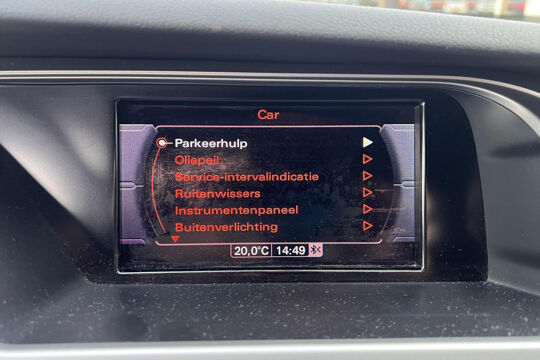 Car
Parkeerhulp
Oliepeil
Service-intervalindicatie
Ruitenwissers
Instrumentenpaneel
Buitenverlichting
20,0°C 14:49